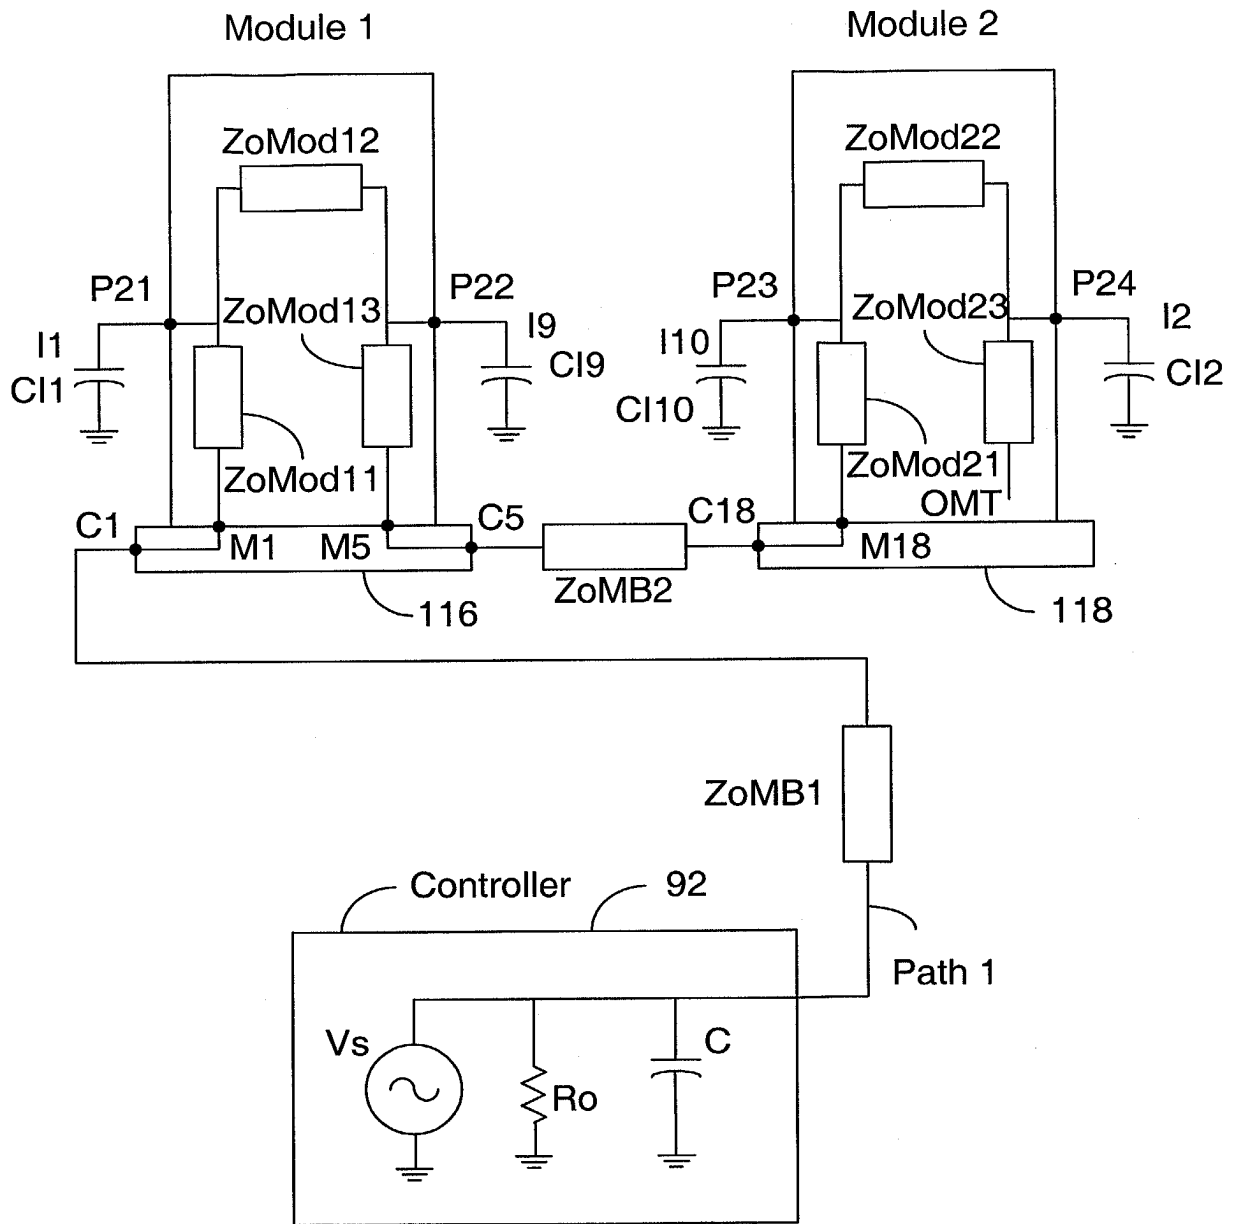 Module 1
Module 2
ZoMod12
ZoMod22
P21
ZoMod13
P22
P23
ZoMod23
P24
I1
CI1
I9
CI9
I10
CI10
I2
CI2
ZoMod11
ZoMod21
OMT
C1
M1
M5
C5
ZoMB2
C18
M18
116
118
ZoMB1
Controller
92
Path 1
Vs
Ro
C